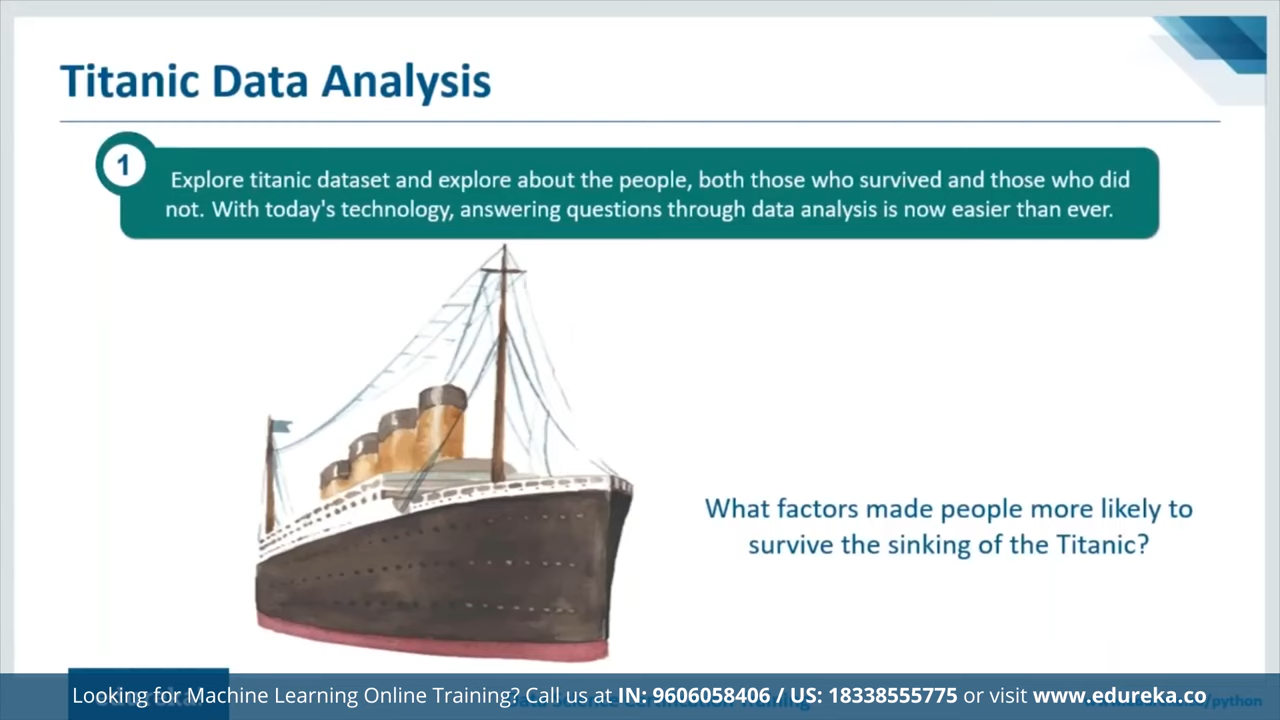 Titanic Data Analysis
1
Explore titanic dataset and explore about the people, both those who survived and those who did
not. With today's technology, answering questions through data analysis is now easier than ever.
What factors made people more likely to
survive the sinking of the Titanic?
Looking for Machine Learning Online Training? Call us at IN: 9606058406 / US: 18338555775 or visit www.edureka.co